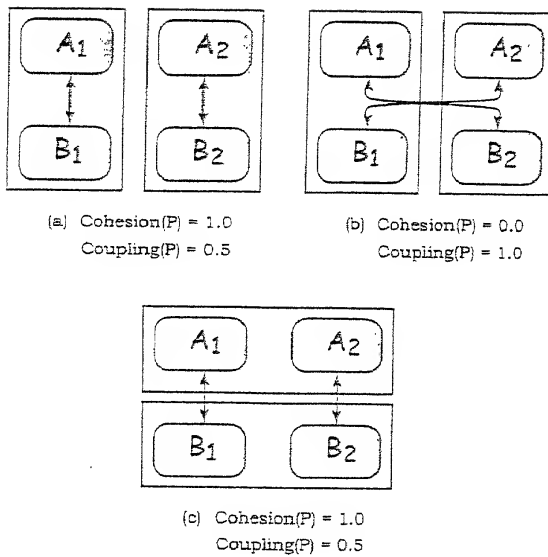 A1 A2 A1 A2
B1 B2 B1 B2
(a) Cohesion(P) = 1.0
Coupling(P) = 0.5
(b) Cohesion(P) = 0.0
Coupling(P) = 1.0
A1 A2
B1 B2
(c) Cohesion(P) = 1.0
Coupling(P) = 0.5